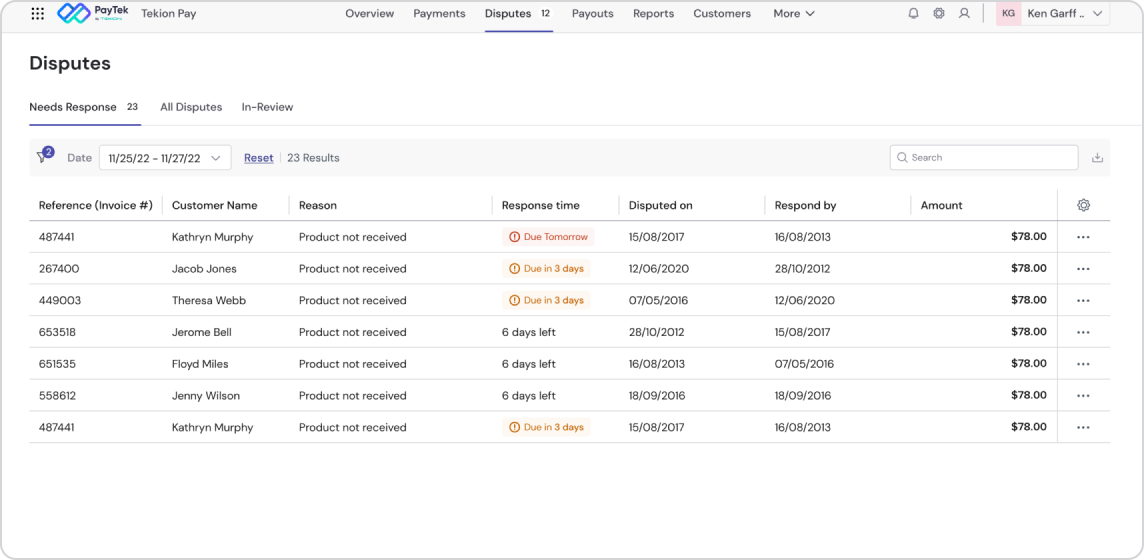 PayTek Tekion Pay Overview Payments Disputes 12 Payouts Reports Customers More KG Ken Garff ..
by TEKION
Disputes
Needs Response 23 All Disputes In-Review
2
Date 11/25/22 - 11/27/22 Reset 23 Results Search
Reference (Invoice #) Customer Name Reason Response time Disputed on Respond by Amount
487441 Kathryn Murphy Product not received Due Tomorrow 15/08/2017 16/08/2013 $78.00
267400 Jacob Jones Product not received Due in 3 days 12/06/2020 28/10/2012 $78.00
449003 Theresa Webb Product not received Due in 3 days 07/05/2016 12/06/2020 $78.00
653518 Jerome Bell Product not received 6 days left 28/10/2012 15/08/2017 $78.00
651535 Floyd Miles Product not received 6 days left 16/08/2013 07/05/2016 $78.00
558612 Jenny Wilson Product not received 6 days left 18/09/2016 18/09/2016 $78.00
487441 Kathryn Murphy Product not received Due in 3 days 15/08/2017 16/08/2013 $78.00